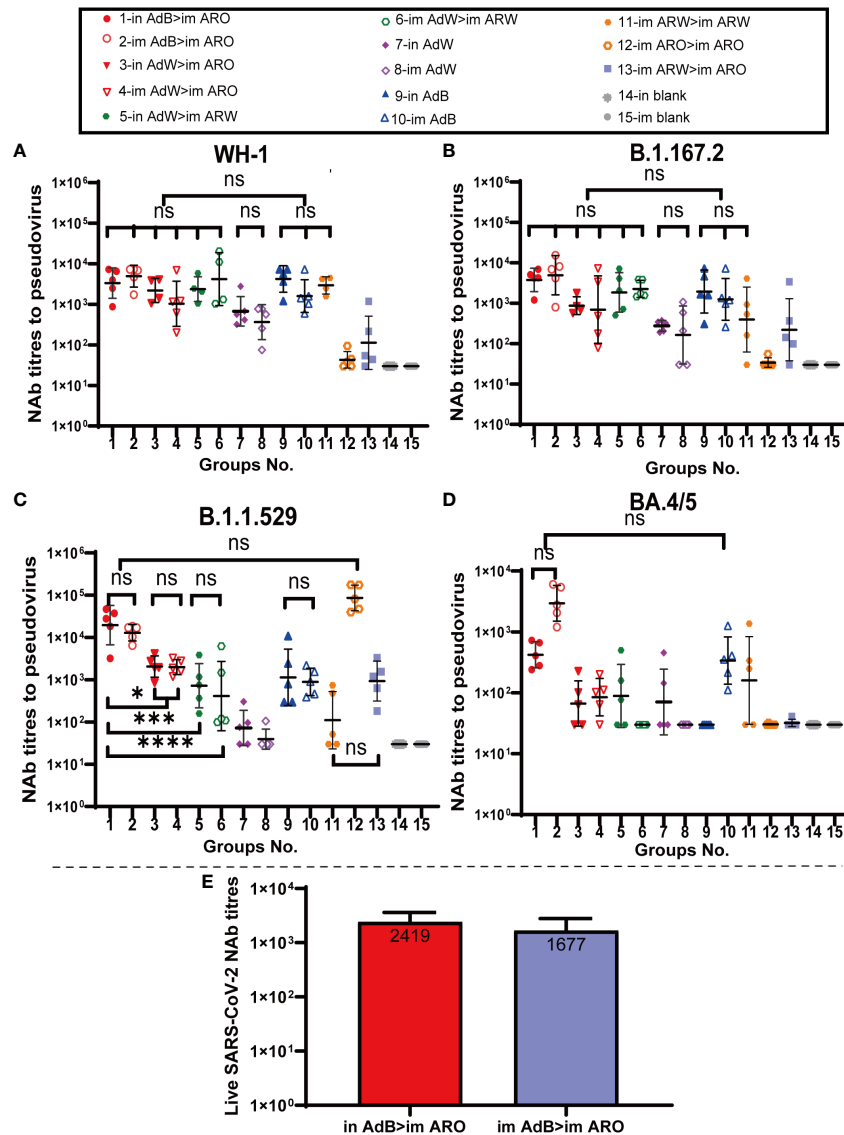 1-in AdB>im ARO
2-im AdB>im ARO
3-in AdW>im ARO
4-im AdW>im ARO
5-in AdW>im ARW
6-im AdW>im ARW
7-in AdW
8-im AdW
9-in AdB
10-im AdB
11-im ARW>im ARW
12-im ARO>im ARO
13-im ARW>im ARO
14-in blank
15-im blank
A
WH-1
NAb titres to pseudovirus
1×10⁶
1×10⁵
1×10⁴
1×10³
1×10²
1×10¹
1×10⁰
ns
ns
ns
ns
1 2 3 4 5 6 7 8 9 10 11 12 13 14 15
Groups No.
B
B.1.167.2
NAb titres to pseudovirus
1×10⁶
1×10⁵
1×10⁴
1×10³
1×10²
1×10¹
1×10⁰
ns
ns
ns
ns
1 2 3 4 5 6 7 8 9 10 11 12 13 14 15
Groups No.
C
B.1.1.529
NAb titres to pseudovirus
1×10⁶
1×10⁵
1×10⁴
1×10³
1×10²
1×10¹
1×10⁰
ns
ns
ns
ns
ns
*
***
****
ns
1 2 3 4 5 6 7 8 9 10 11 12 13 14 15
Groups No.
D
BA.4/5
NAb titres to pseudovirus
1×10⁴
1×10³
1×10²
1×10¹
1×10⁰
ns
ns
1 2 3 4 5 6 7 8 9 10 11 12 13 14 15
Groups No.
E
Live SARS-CoV-2 NAb titres
1×10⁴
1×10³
1×10²
1×10¹
1×10⁰
2419
1677
in AdB>im ARO
im AdB>im ARO